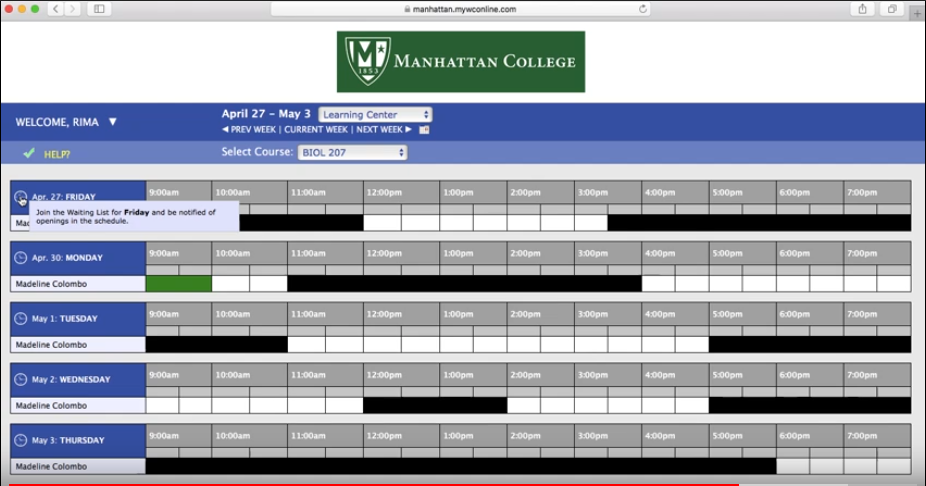 manhattan.mywconline.com
M
1853
MANHATTAN COLLEGE
WELCOME, RIMA ▼
April 27 - May 3 Learning Center
◄ PREV WEEK | CURRENT WEEK | NEXT WEEK ►
HELP?
Select Course: BIOL 207
Apr. 27: FRIDAY 9:00am 10:00am 11:00am 12:00pm 1:00pm 2:00pm 3:00pm 4:00pm 5:00pm 6:00pm 7:00pm
Join the Waiting List for Friday and be notified of
openings in the schedule.
Apr. 30: MONDAY 9:00am 10:00am 11:00am 12:00pm 1:00pm 2:00pm 3:00pm 4:00pm 5:00pm 6:00pm 7:00pm
Madeline Colombo
May 1: TUESDAY 9:00am 10:00am 11:00am 12:00pm 1:00pm 2:00pm 3:00pm 4:00pm 5:00pm 6:00pm 7:00pm
Madeline Colombo
May 2: WEDNESDAY 9:00am 10:00am 11:00am 12:00pm 1:00pm 2:00pm 3:00pm 4:00pm 5:00pm 6:00pm 7:00pm
Madeline Colombo
May 3: THURSDAY 9:00am 10:00am 11:00am 12:00pm 1:00pm 2:00pm 3:00pm 4:00pm 5:00pm 6:00pm 7:00pm
Madeline Colombo